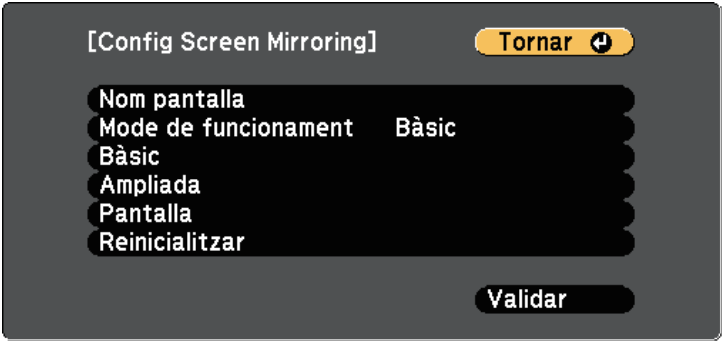 [Config Screen Mirroring] Tornar
Nom pantalla
Mode de funcionament Bàsic
Bàsic
Ampliada
Pantalla
Reinicialitzar
Validar